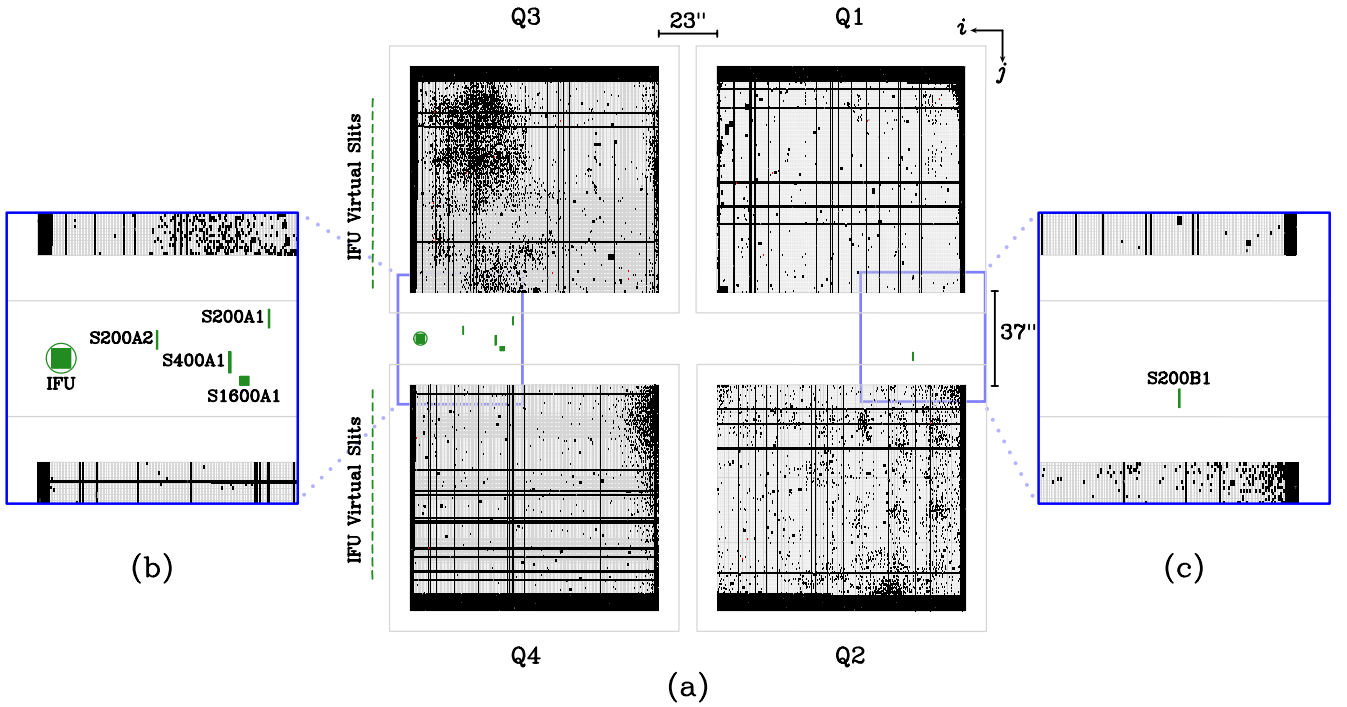 Q3
23"
Q1
i
j
IFU Virtual Slits
S200A1
S200A2
S400A1
IFU
S1600A1
37"
S200B1
IFU Virtual Slits
(b)
(c)
Q4
Q2
(a)